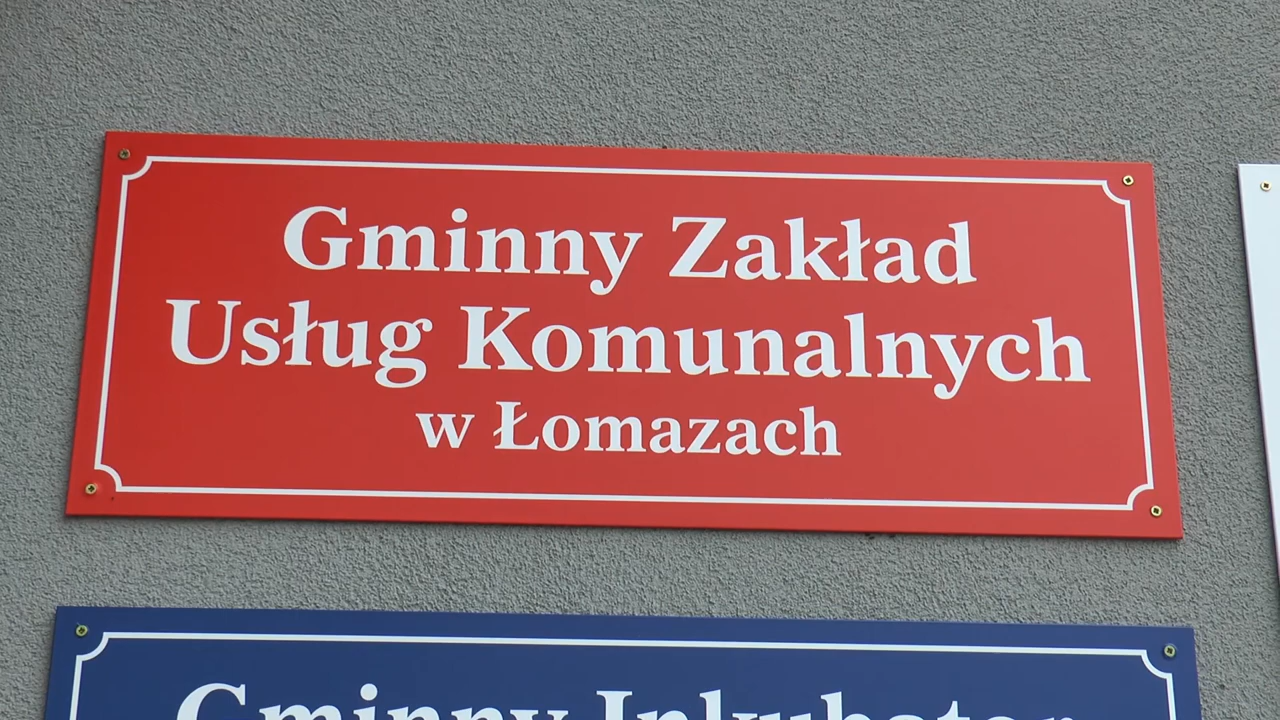 Gminny Zakład
Usług Komunalnych
w Łomazach
Gminny Inkubator